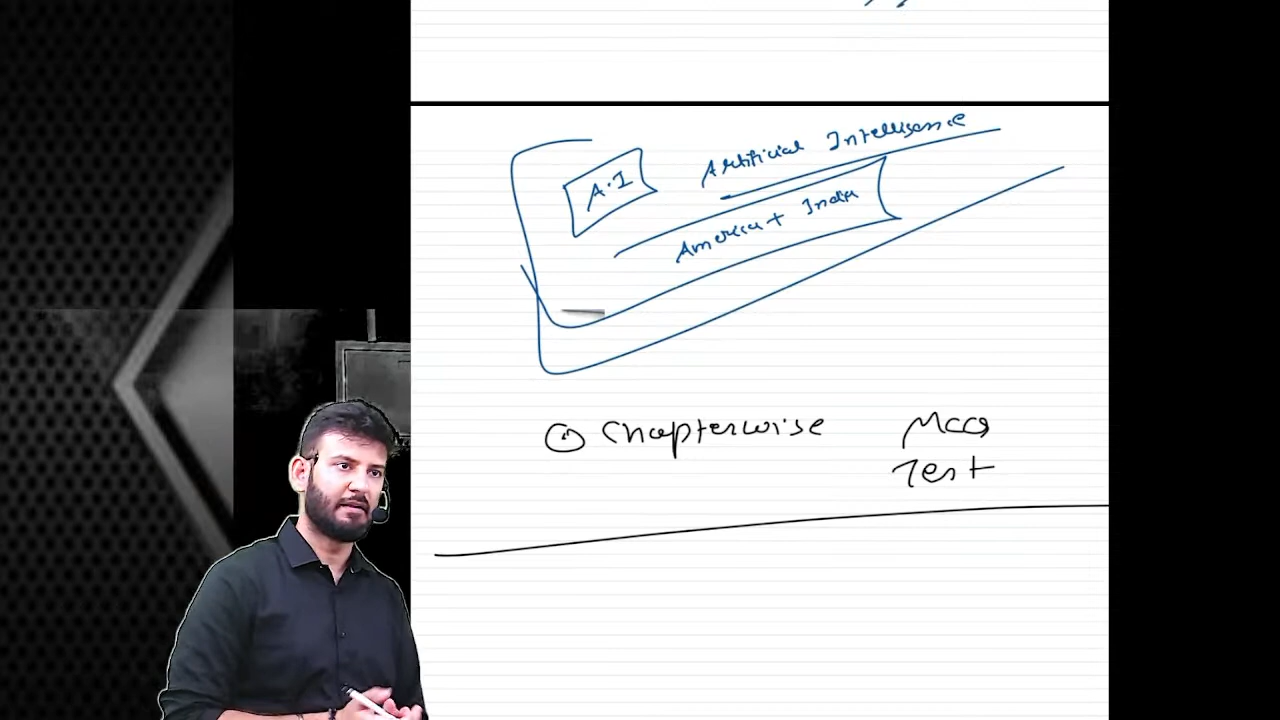 A.I Artificial Intelligence
America + India
① Chapterwise MCQ
Test